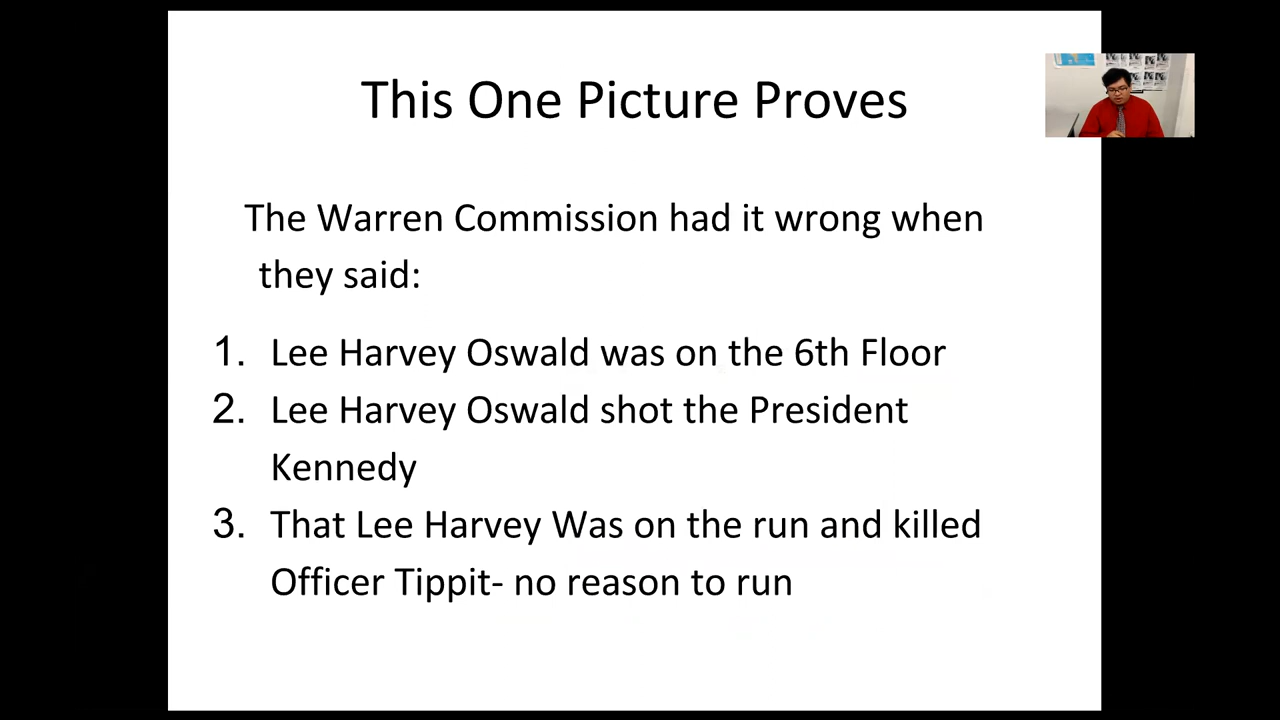 This One Picture Proves
The Warren Commission had it wrong when
they said:
1. Lee Harvey Oswald was on the 6th Floor
2. Lee Harvey Oswald shot the President
Kennedy
3. That Lee Harvey Was on the run and killed
Officer Tippit- no reason to run